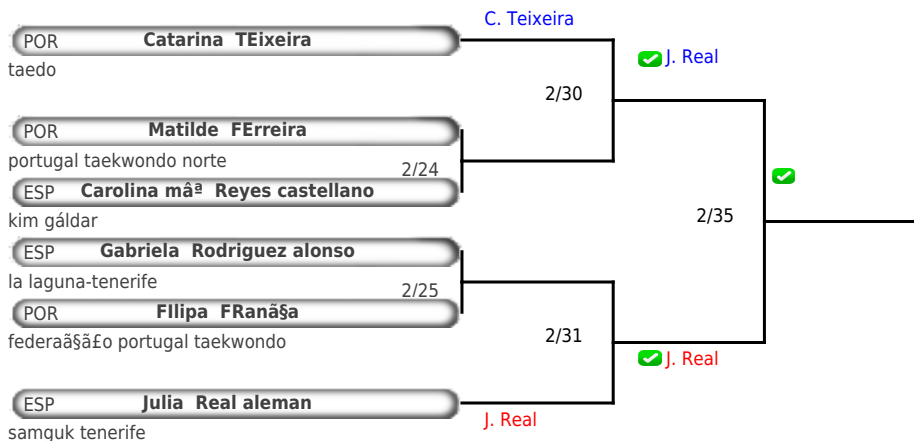 C. Teixeira
POR Catarina TEixeira
taedo
J. Real
2/30
POR Matilde FErreira
portugal taekwondo norte
2/24
ESP Carolina mâª Reyes castellano
kim gáldar
2/35
ESP Gabriela Rodriguez alonso
la laguna-tenerife
2/25
POR FIlipa FRanã§a
federaã§ã£o portugal taekwondo
2/31
J. Real
ESP Julia Real aleman
J. Real
samguk tenerife